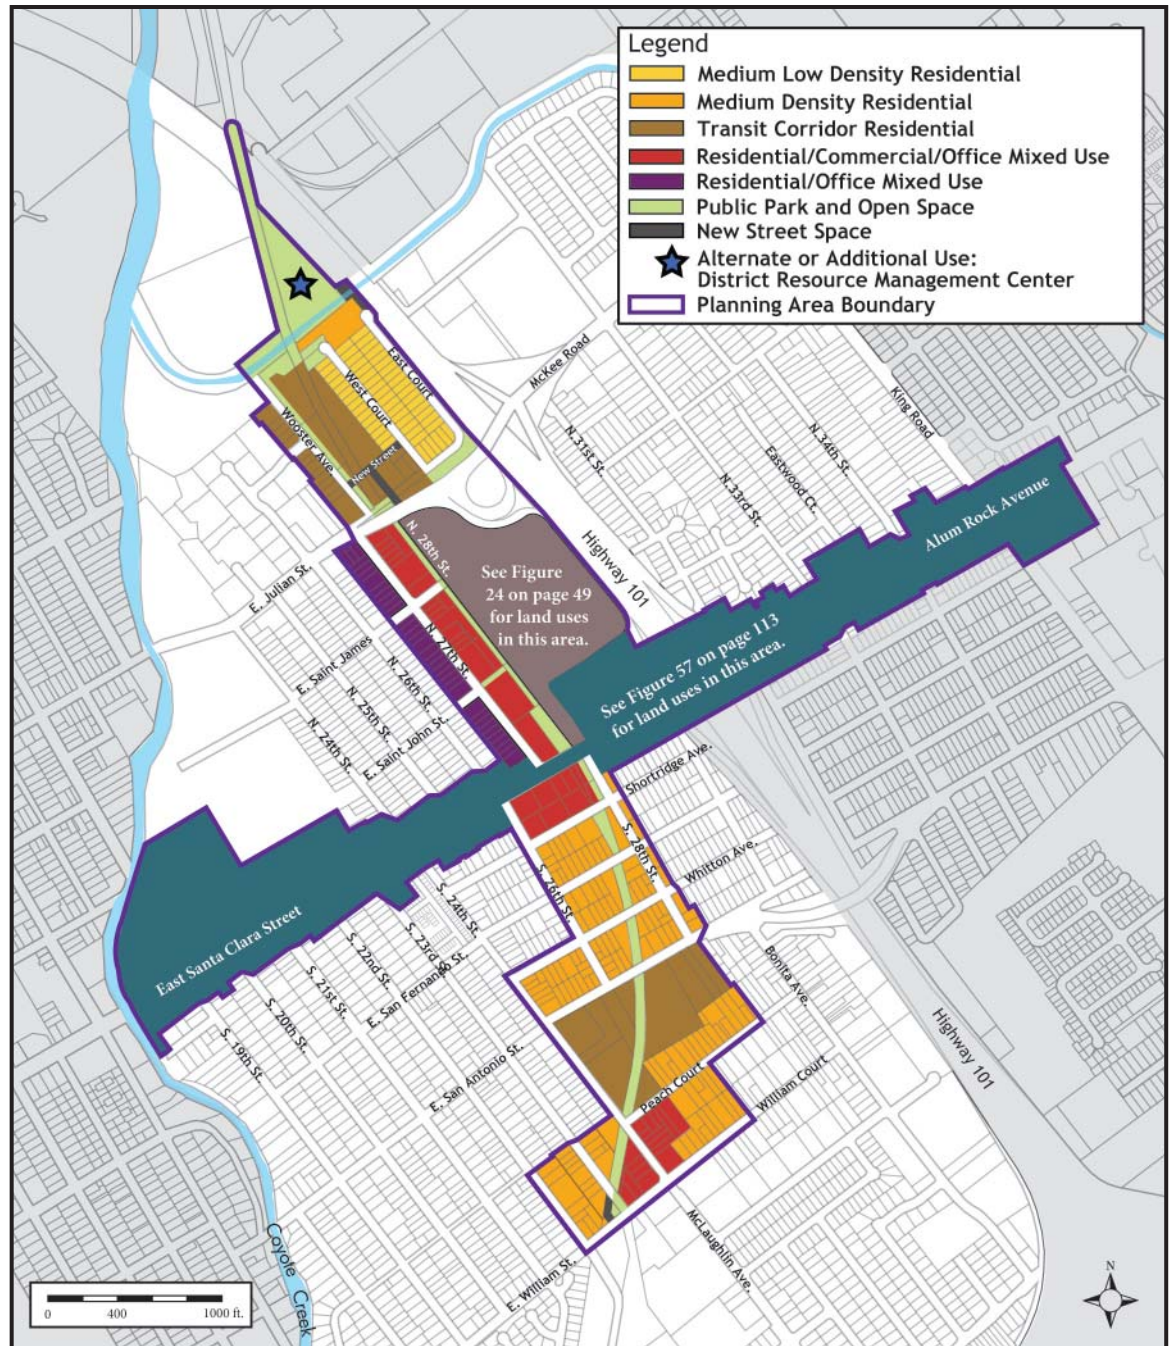 Legend
Medium Low Density Residential
Medium Density Residential
Transit Corridor Residential
Residential/Commercial/Office Mixed Use
Residential/Office Mixed Use
Public Park and Open Space
New Street Space
Alternate or Additional Use:
District Resource Management Center
Planning Area Boundary
East Court
West Court
McKee Road
King Road
Wooster Ave.
New Street
N.31st St.
N.34th St.
Eastwood Ct.
N.33rd St.
Alum Rock Avenue
N. 28th St.
Highway 101
See Figure
24 on page 49
for land uses
in this area.
E. Julian St.
N. 27th St.
E. Saint James
N. 26th St.
N. 25th St.
N. 24th St.
E. Saint John St.
See Figure 57 on page 113
for land uses in this area.
Shortridge Ave.
S. 28th St.
Whitton Ave.
S. 26th St.
S. 24th St.
S. 23rd
S. 22nd St.
E. San Fernando St.
S. 21st St.
S. 20th St.
S. 19th St.
East Santa Clara Street
Bonita Ave.
Highway 101
E. San Antonio St.
Peach Court
William Court
McLaughlin Ave.
E. William St.
Coyote Creek
N
0 400 1000 ft.